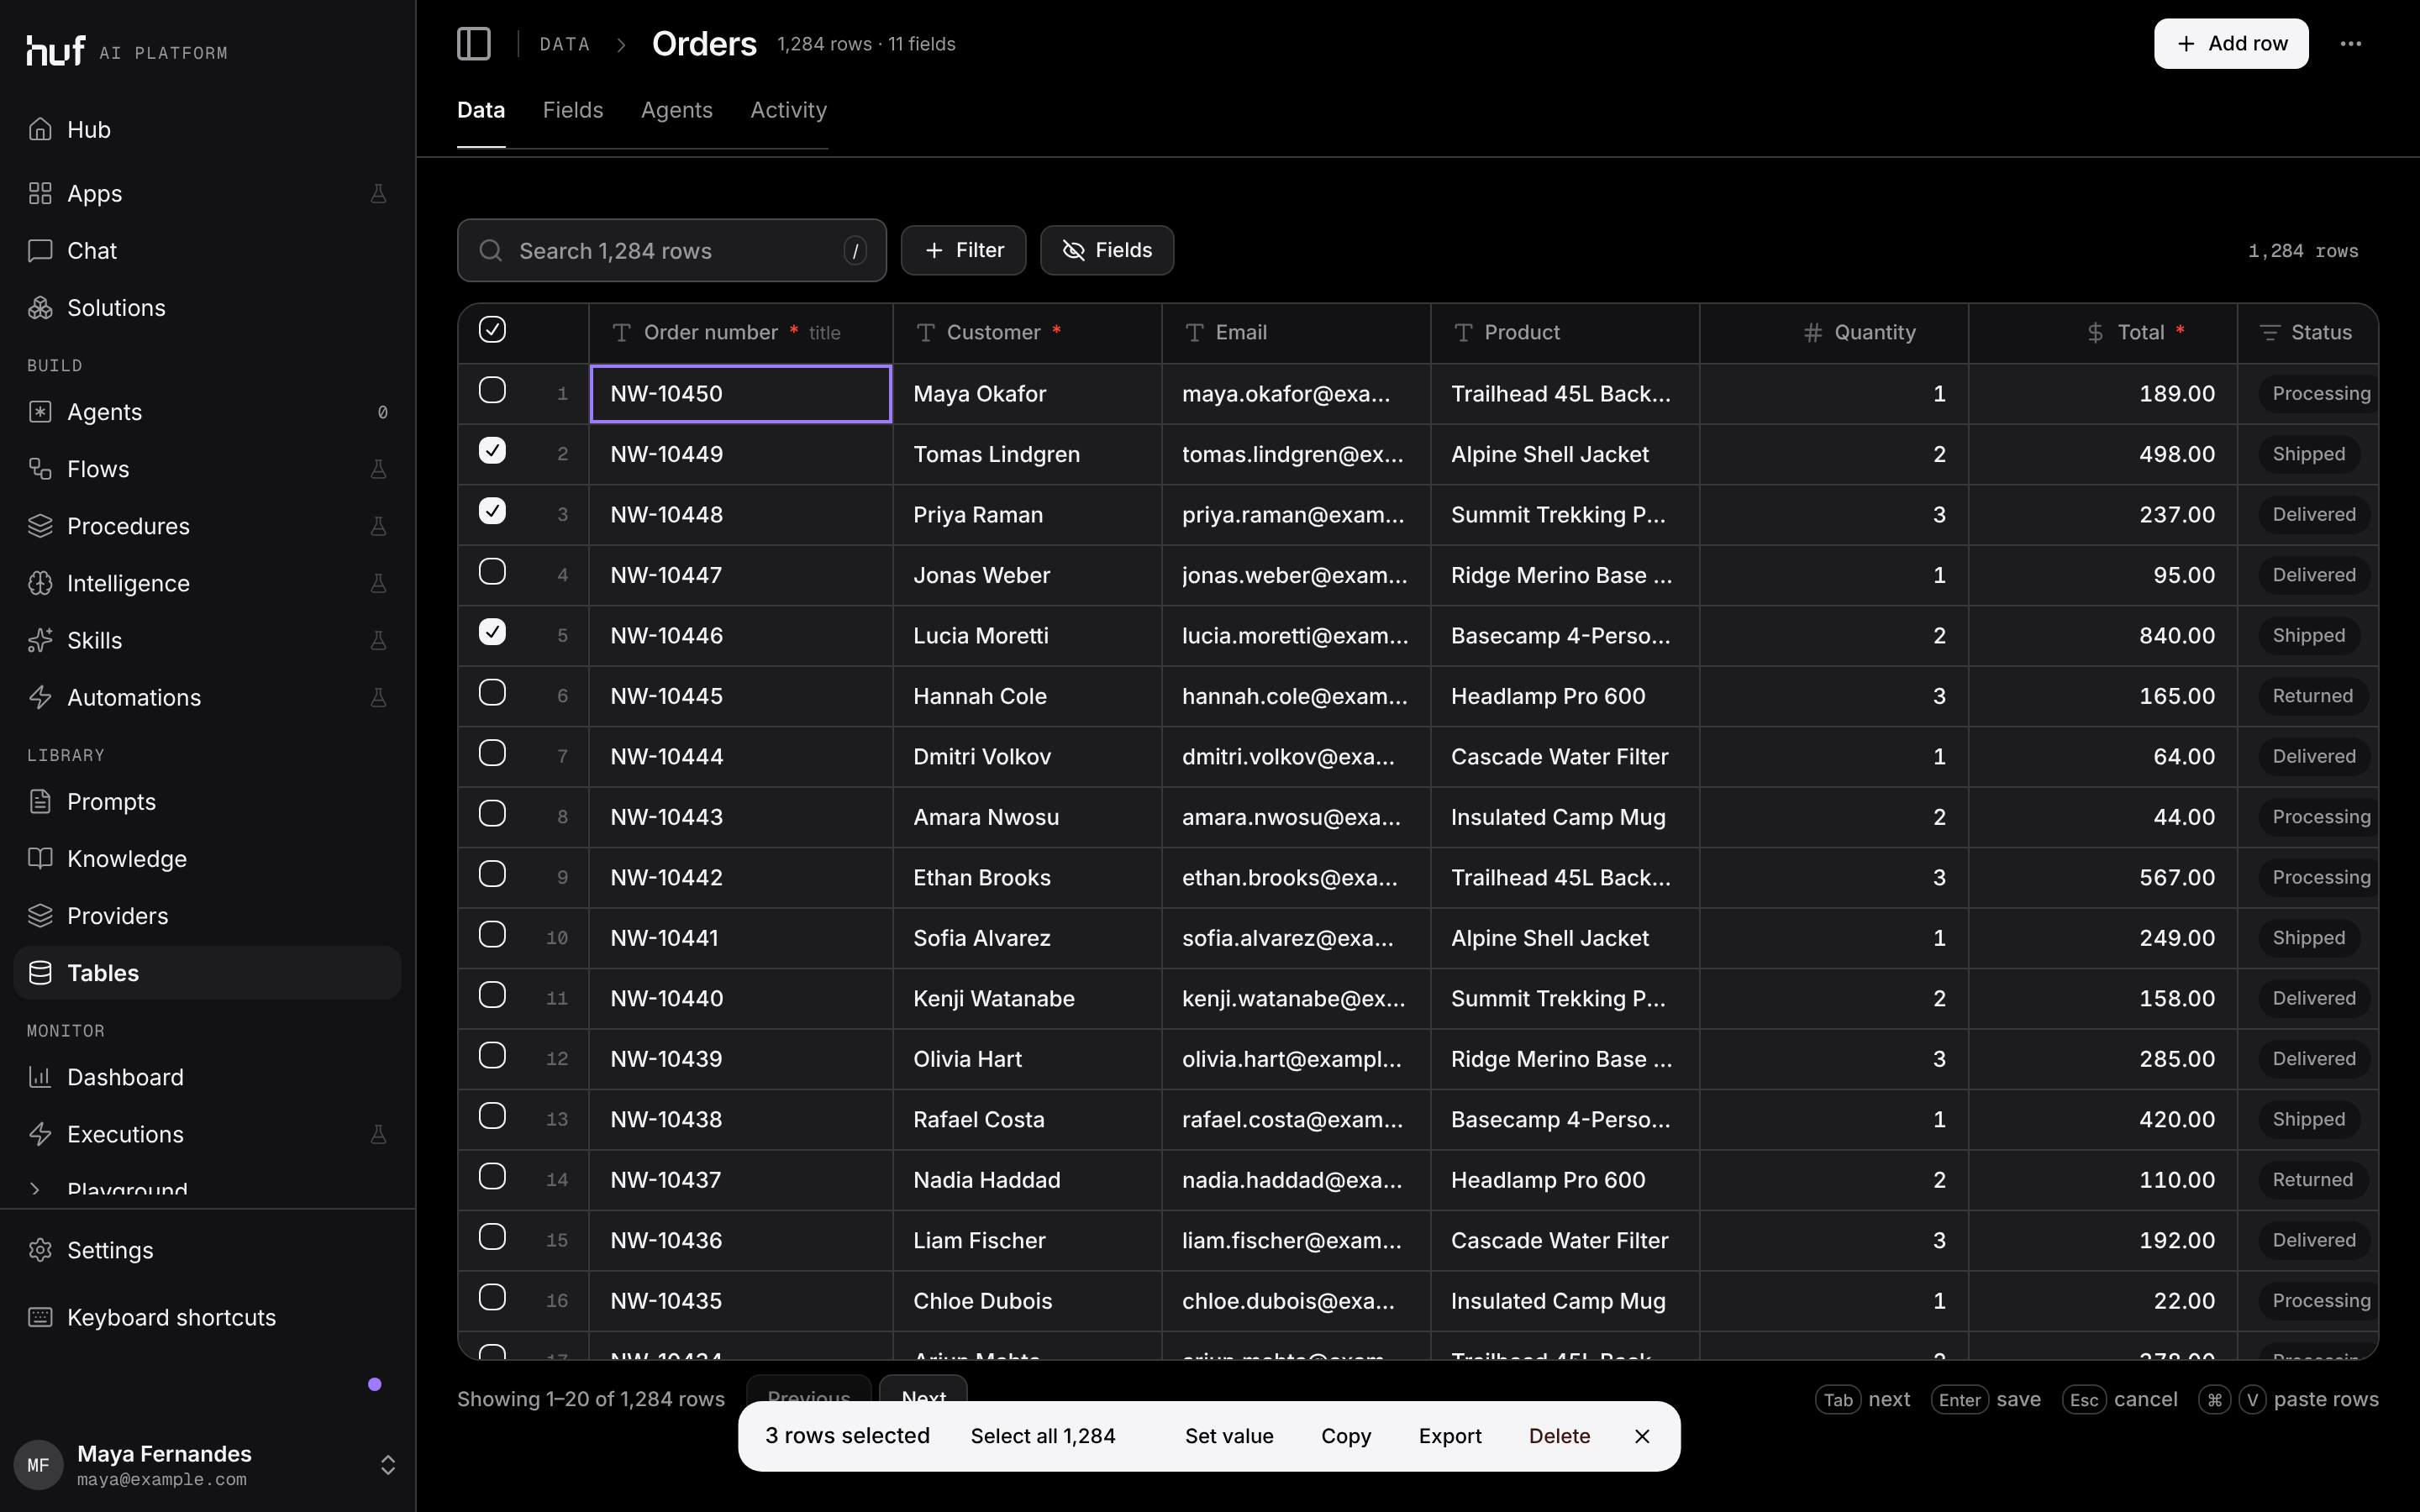 huf AI PLATFORM
Hub
Apps
Chat
Solutions
BUILD
Agents 0
Flows
Procedures
Intelligence
Skills
Automations
LIBRARY
Prompts
Knowledge
Providers
Tables
MONITOR
Dashboard
Executions
Playground
Settings
Keyboard shortcuts
MF Maya Fernandes
maya@example.com
DATA > Orders 1,284 rows · 11 fields
+ Add row
Data Fields Agents Activity
Search 1,284 rows /
+ Filter
Fields
1,284 rows
Order number * title Customer * Email Product # Quantity $ Total * Status
1 NW-10450 Maya Okafor maya.okafor@exa... Trailhead 45L Back... 1 189.00 Processing
2 NW-10449 Tomas Lindgren tomas.lindgren@ex... Alpine Shell Jacket 2 498.00 Shipped
3 NW-10448 Priya Raman priya.raman@exam... Summit Trekking P... 3 237.00 Delivered
4 NW-10447 Jonas Weber jonas.weber@exam... Ridge Merino Base ... 1 95.00 Delivered
5 NW-10446 Lucia Moretti lucia.moretti@exam... Basecamp 4-Perso... 2 840.00 Shipped
6 NW-10445 Hannah Cole hannah.cole@exam... Headlamp Pro 600 3 165.00 Returned
7 NW-10444 Dmitri Volkov dmitri.volkov@exa... Cascade Water Filter 1 64.00 Delivered
8 NW-10443 Amara Nwosu amara.nwosu@exa... Insulated Camp Mug 2 44.00 Processing
9 NW-10442 Ethan Brooks ethan.brooks@exa... Trailhead 45L Back... 3 567.00 Processing
10 NW-10441 Sofia Alvarez sofia.alvarez@exa... Alpine Shell Jacket 1 249.00 Shipped
11 NW-10440 Kenji Watanabe kenji.watanabe@ex... Summit Trekking P... 2 158.00 Delivered
12 NW-10439 Olivia Hart olivia.hart@exampl... Ridge Merino Base ... 3 285.00 Delivered
13 NW-10438 Rafael Costa rafael.costa@exam... Basecamp 4-Perso... 1 420.00 Shipped
14 NW-10437 Nadia Haddad nadia.haddad@exa... Headlamp Pro 600 2 110.00 Returned
15 NW-10436 Liam Fischer liam.fischer@exam... Cascade Water Filter 3 192.00 Delivered
16 NW-10435 Chloe Dubois chloe.dubois@exa... Insulated Camp Mug 1 22.00 Processing
17 NW-10434
Showing 1–20 of 1,284 rows Previous Next
Tab next Enter save Esc cancel ⌘ V paste rows
3 rows selected Select all 1,284 Set value Copy Export Delete ×